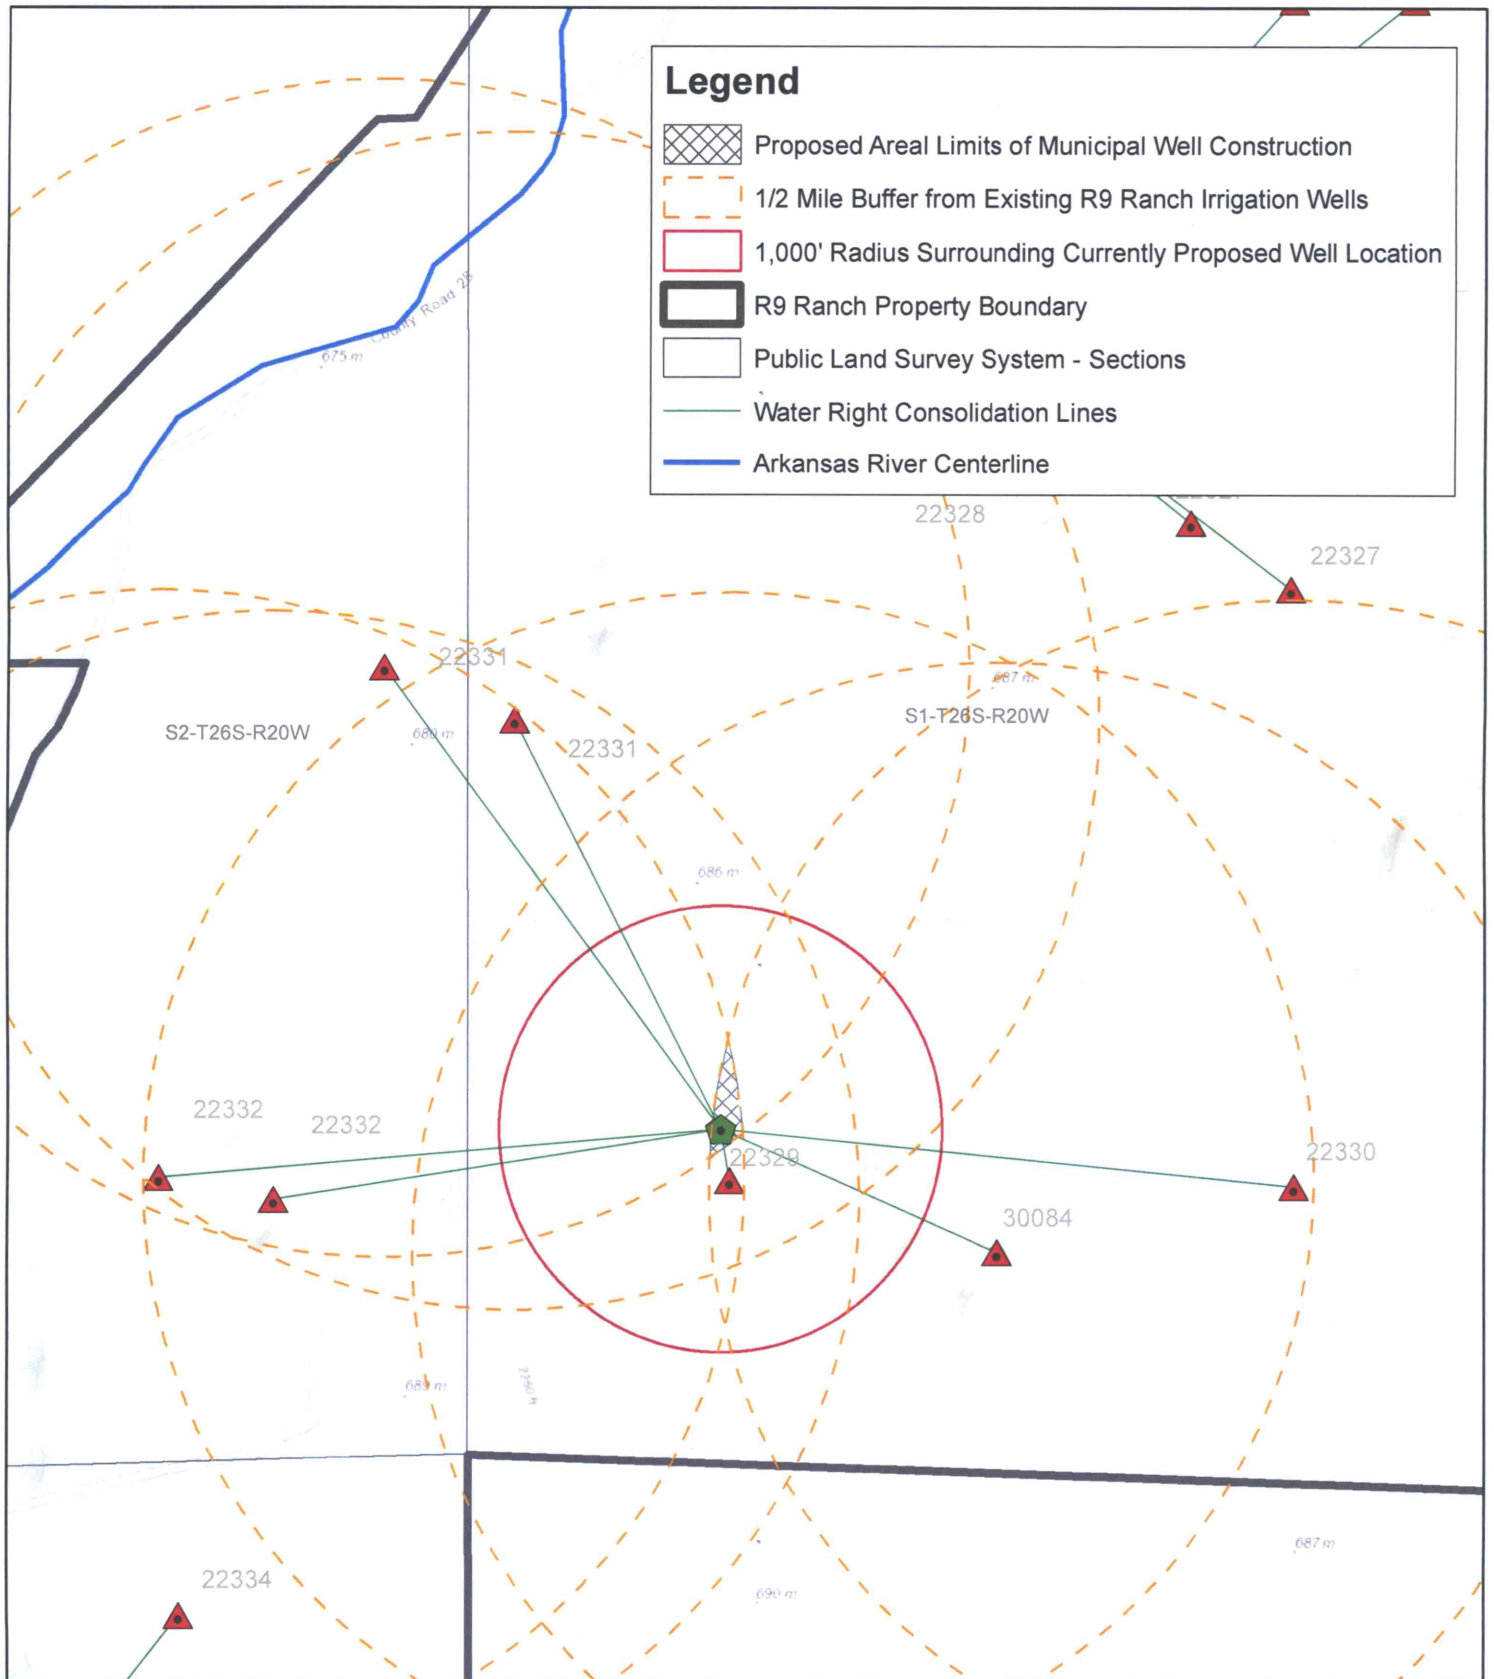 Legend
Proposed Areal Limits of Municipal Well Construction
1/2 Mile Buffer from Existing R9 Ranch Irrigation Wells
1,000' Radius Surrounding Currently Proposed Well Location
R9 Ranch Property Boundary
Public Land Survey System - Sections
Water Right Consolidation Lines
Arkansas River Centerline
County Road 28
675 m
22328
22327
22331
687 m
S1-T26S-R20W
S2-T26S-R20W
680 m
22331
686 m
22332
22332
22329
22330
30084
689 m
687 m
22334
690 m